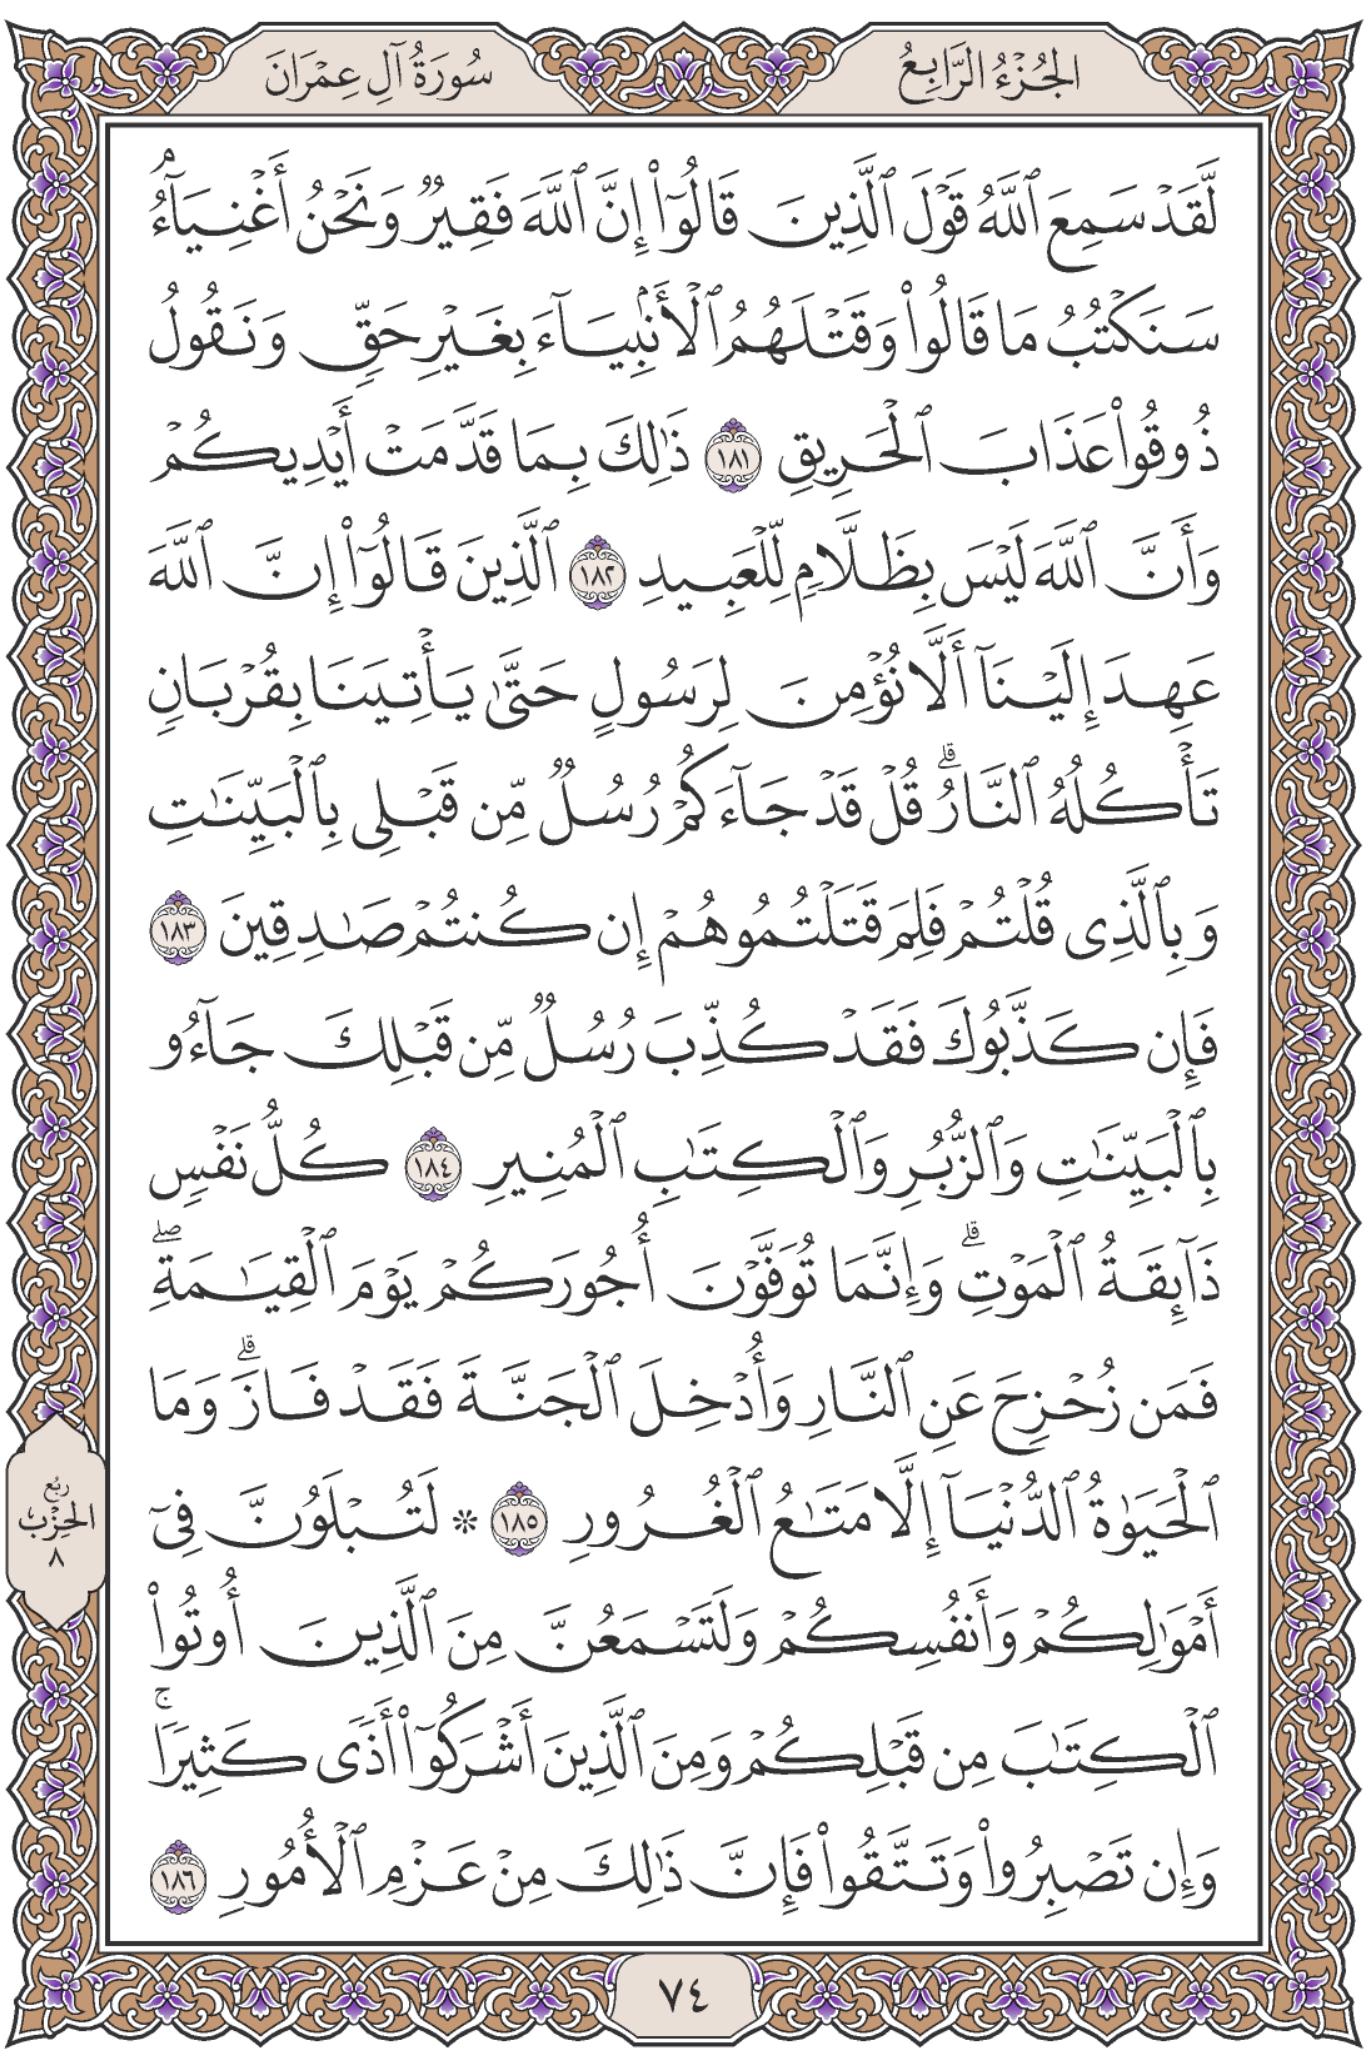 الجُزْءُ الرَّابِعُ
سُورَةُ آلِ عِمْرَانَ
لَّقَدْ سَمِعَ ٱللَّهُ قَوْلَ ٱلَّذِينَ قَالُوٓا۟ إِنَّ ٱللَّهَ فَقِيرٌ وَنَحْنُ أَغْنِيَآءُۘ
سَنَكْتُبُ مَا قَالُوا۟ وَقَتْلَهُمُ ٱلْأَنۢبِيَآءَ بِغَيْرِ حَقٍّ وَنَقُولُ
ذُوقُوا۟ عَذَابَ ٱلْحَرِيقِ ١٨١ ذَٰلِكَ بِمَا قَدَّمَتْ أَيْدِيكُمْ
وَأَنَّ ٱللَّهَ لَيْسَ بِظَلَّامٍ لِّلْعَبِيدِ ١٨٢ ٱلَّذِينَ قَالُوٓا۟ إِنَّ ٱللَّهَ
عَهِدَ إِلَيْنَآ أَلَّا نُؤْمِنَ لِرَسُولٍ حَتَّىٰ يَأْتِيَنَا بِقُرْبَانٍ
تَأْكُلُهُ ٱلنَّارُۗ قُلْ قَدْ جَآءَكُمْ رُسُلٌ مِّن قَبْلِى بِٱلْبَيِّنَٰتِ
وَبِٱلَّذِى قُلْتُمْ فَلِمَ قَتَلْتُمُوهُمْ إِن كُنتُمْ صَٰدِقِينَ ١٨٣
فَإِن كَذَّبُوكَ فَقَدْ كُذِّبَ رُسُلٌ مِّن قَبْلِكَ جَآءُو
بِٱلْبَيِّنَٰتِ وَٱلزُّبُرِ وَٱلْكِتَٰبِ ٱلْمُنِيرِ ١٨٤ كُلُّ نَفْسٍ
ذَآئِقَةُ ٱلْمَوْتِۗ وَإِنَّمَا تُوَفَّوْنَ أُجُورَكُمْ يَوْمَ ٱلْقِيَٰمَةِۖ
فَمَن زُحْزِحَ عَنِ ٱلنَّارِ وَأُدْخِلَ ٱلْجَنَّةَ فَقَدْ فَازَۗ وَمَا
ٱلْحَيَوٰةُ ٱلدُّنْيَآ إِلَّا مَتَٰعُ ٱلْغُرُورِ ١٨٥ * لَتُبْلَوُنَّ فِىٓ
أَمْوَٰلِكُمْ وَأَنفُسِكُمْ وَلَتَسْمَعُنَّ مِنَ ٱلَّذِينَ أُوتُوا۟
ٱلْكِتَٰبَ مِن قَبْلِكُمْ وَمِنَ ٱلَّذِينَ أَشْرَكُوٓا۟ أَذًى كَثِيرًاۚ
وَإِن تَصْبِرُوا۟ وَتَتَّقُوا۟ فَإِنَّ ذَٰلِكَ مِنْ عَزْمِ ٱلْأُمُورِ ١٨٦
رُبُع
الحِزْب
٨
٧٤